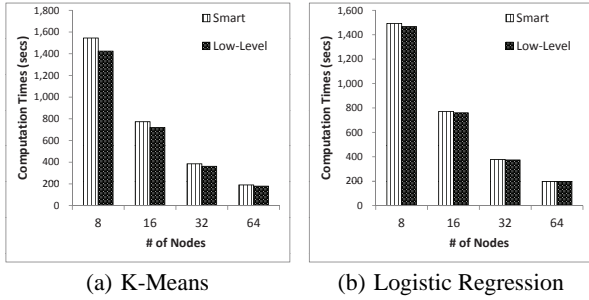 1,800
1,600
1,400
1,200
1,000
800
600
400
200
0
Computation Times (secs)
Smart
Low-Level
8 16 32 64
# of Nodes
(a) K-Means
1,600
1,400
1,200
1,000
800
600
400
200
0
Computation Times (secs)
Smart
Low-Level
8 16 32 64
# of Nodes
(b) Logistic Regression